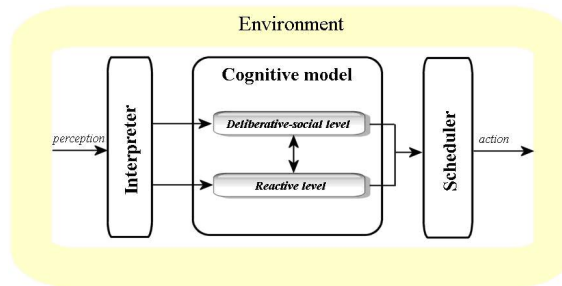 Environment
Cognitive model
Deliberative-social level
perception
Interpreter
Reactive level
Scheduler
action